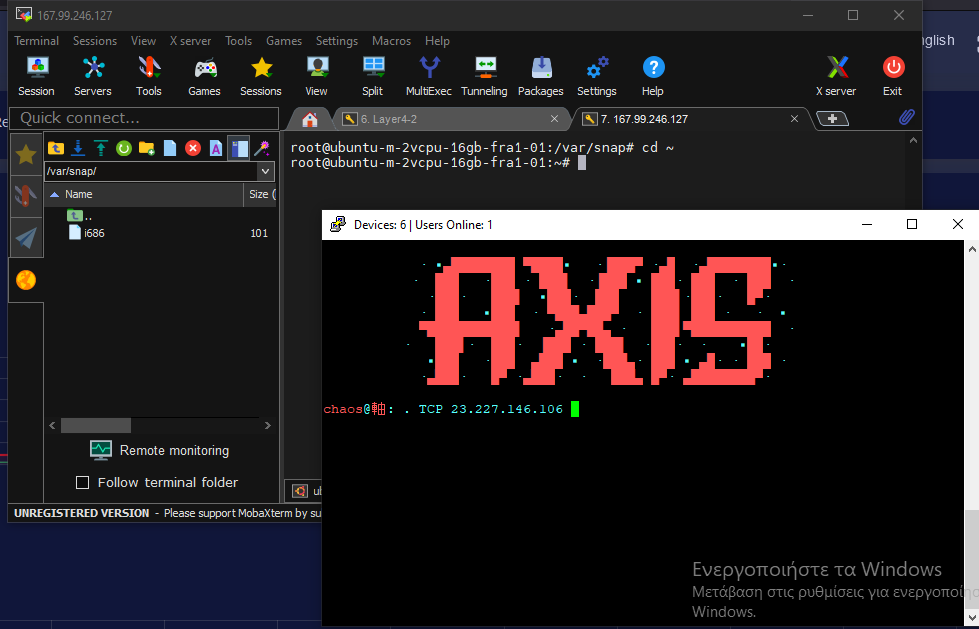 167.99.246.127
Terminal Sessions View X server Tools Games Settings Macros Help
nglish
Session Servers Tools Games Sessions View Split MultiExec Tunneling Packages Settings Help X server Exit
Quick connect...
6. Layer4-2
7. 167.99.246.127
/var/snap/
Name Size (
..
i686 101
root@ubuntu-m-2vcpu-16gb-fra1-01:/var/snap# cd ~
root@ubuntu-m-2vcpu-16gb-fra1-01:~#
Devices: 6 | Users Online: 1
AXIS
chaos@軸: . TCP 23.227.146.106
Remote monitoring
Follow terminal folder
ub
UNREGISTERED VERSION - Please support MobaXterm by su
Ενεργοποιήστε τα Windows
Μετάβαση στις ρυθμίσεις για ενεργοποίησ
Windows.